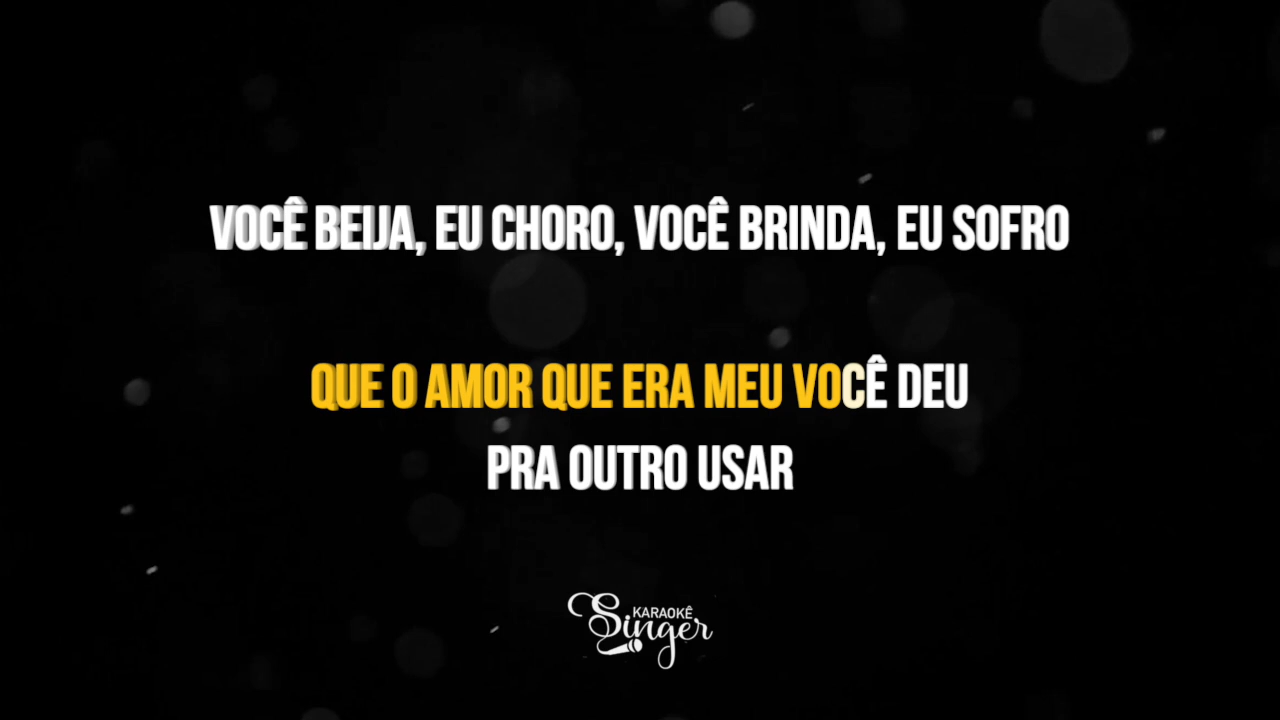 VOCÊ BEIJA, EU CHORO, VOCÊ BRINDA, EU SOFRO
QUE O AMOR QUE ERA MEU VOCÊ DEU
PRA OUTRO USAR
KARAOKÊ
Singer